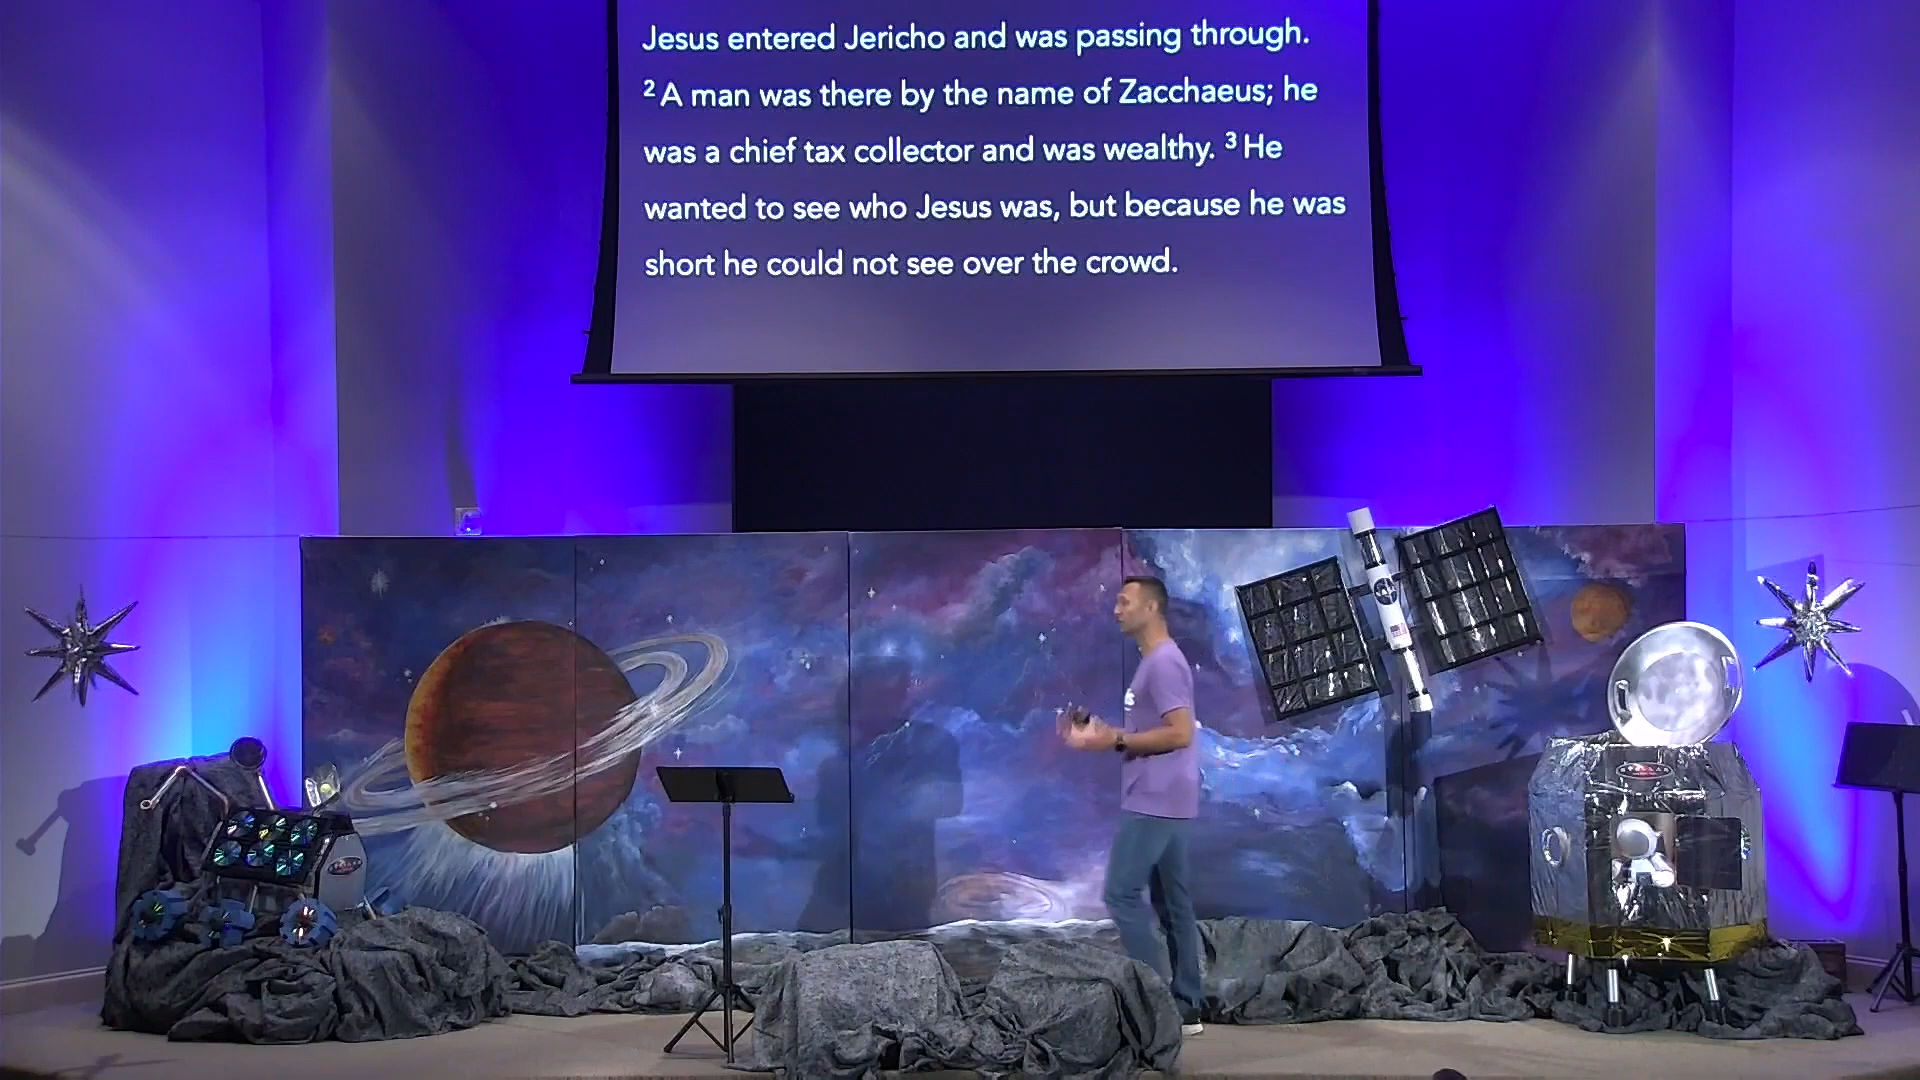 Jesus entered Jericho and was passing through.
2 A man was there by the name of Zacchaeus; he
was a chief tax collector and was wealthy. 3 He
wanted to see who Jesus was, but because he was
short he could not see over the crowd.